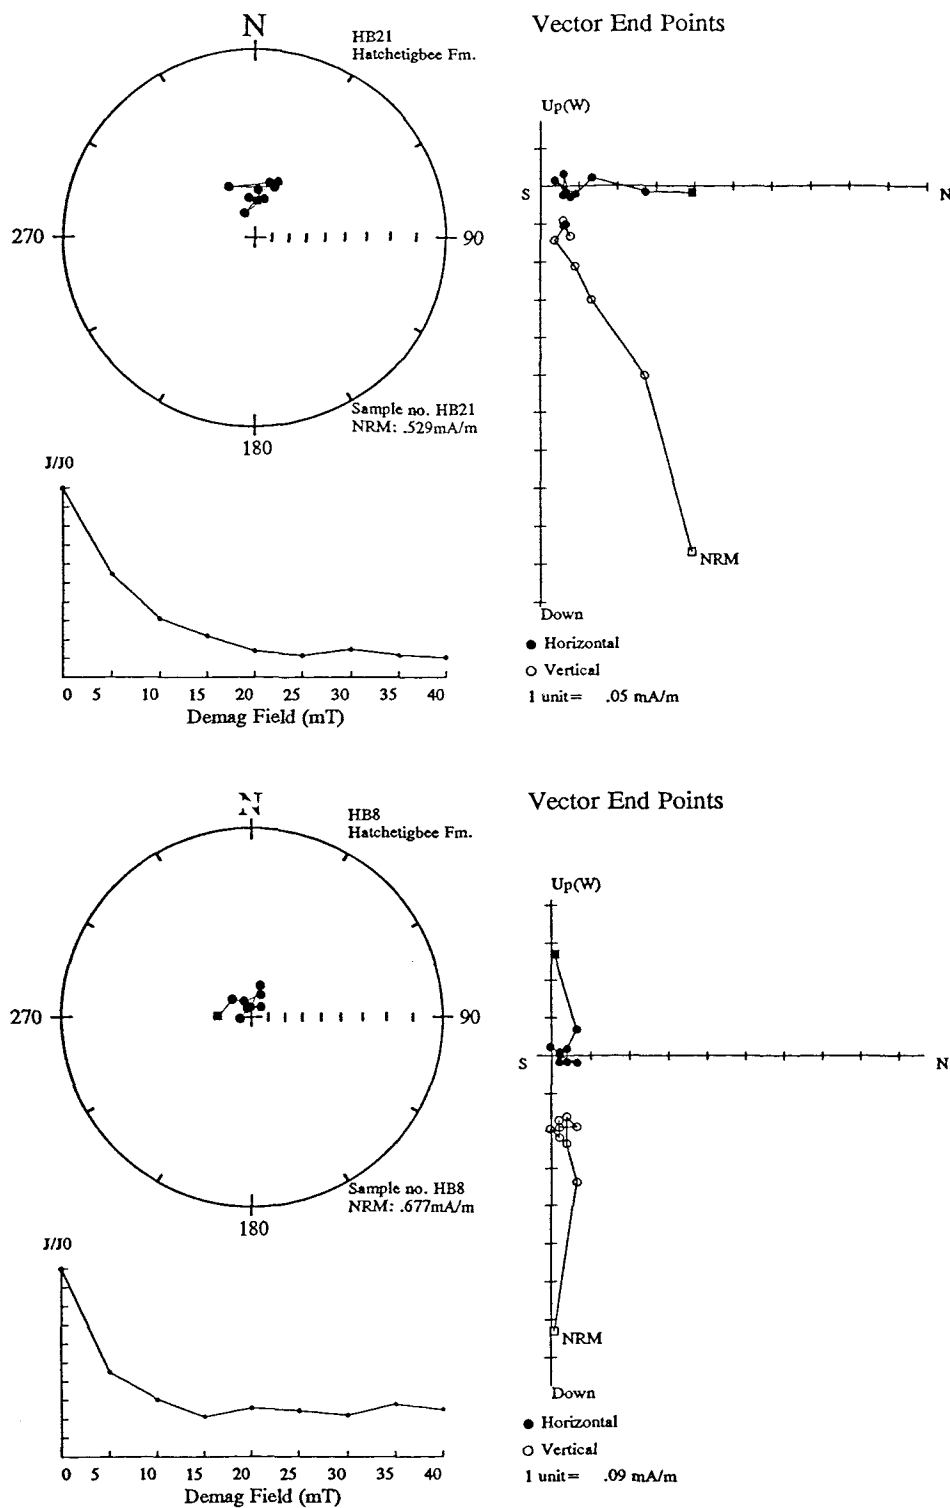 N
HB21
Hatchetigbee Fm.
270
90
Sample no. HB21
NRM: .529mA/m
180
J/J0
0 5 10 15 20 25 30 35 40
Demag Field (mT)
Vector End Points
Up(W)
S
N
NRM
Down
● Horizontal
○ Vertical
1 unit= .05 mA/m
N
HB8
Hatchetigbee Fm.
270
90
Sample no. HB8
NRM: .677mA/m
180
J/J0
0 5 10 15 20 25 30 35 40
Demag Field (mT)
Vector End Points
Up(W)
S
N
NRM
Down
● Horizontal
○ Vertical
1 unit= .09 mA/m